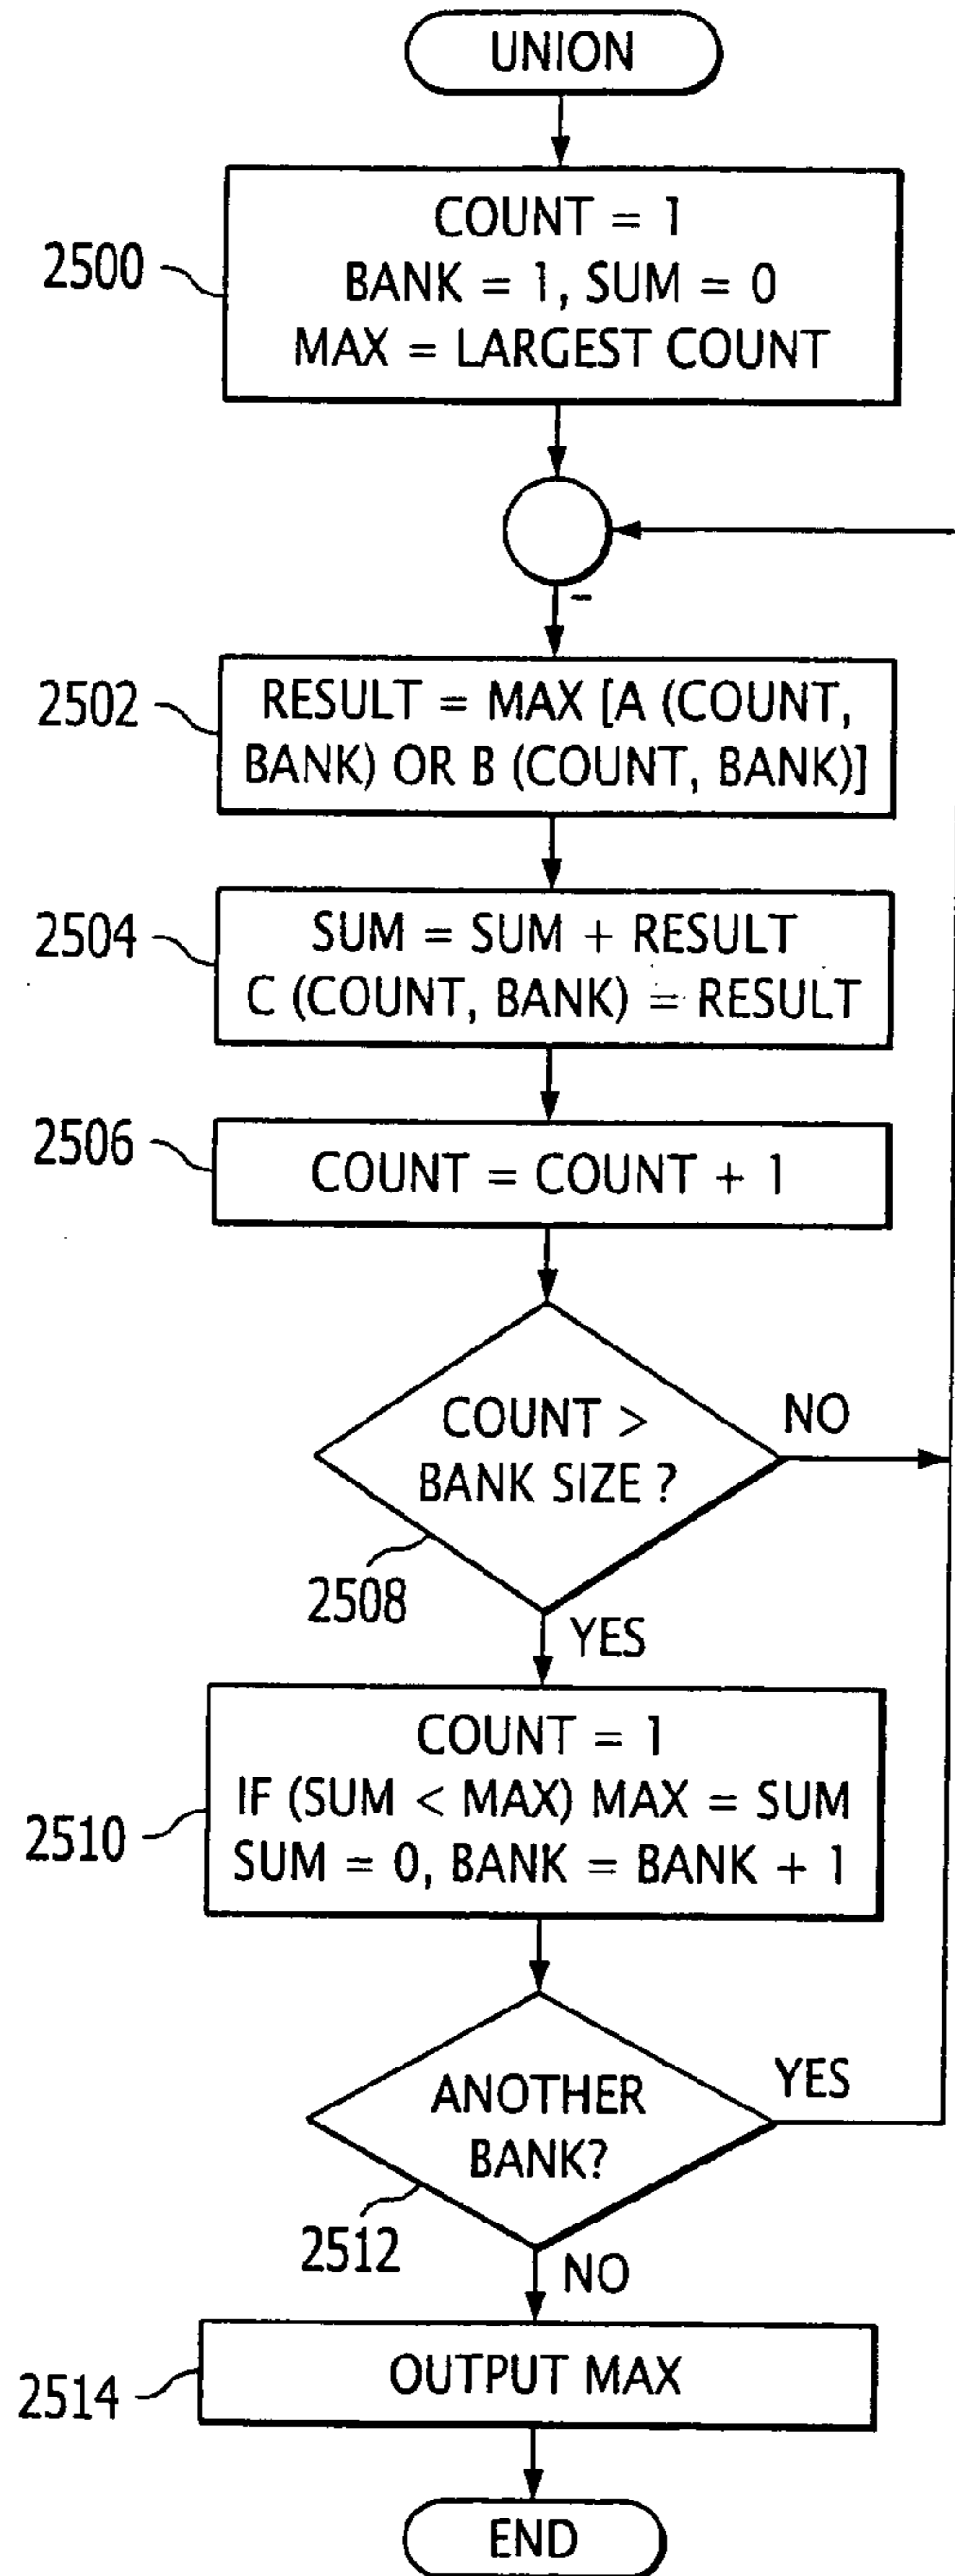 UNION
2500
COUNT = 1
BANK = 1, SUM = 0
MAX = LARGEST COUNT
-
2502
RESULT = MAX [A (COUNT,
BANK) OR B (COUNT, BANK)]
2504
SUM = SUM + RESULT
C (COUNT, BANK) = RESULT
2506
COUNT = COUNT + 1
COUNT >
BANK SIZE ?
NO
2508
YES
2510
COUNT = 1
IF (SUM < MAX) MAX = SUM
SUM = 0, BANK = BANK + 1
ANOTHER
BANK?
YES
2512
NO
2514
OUTPUT MAX
END